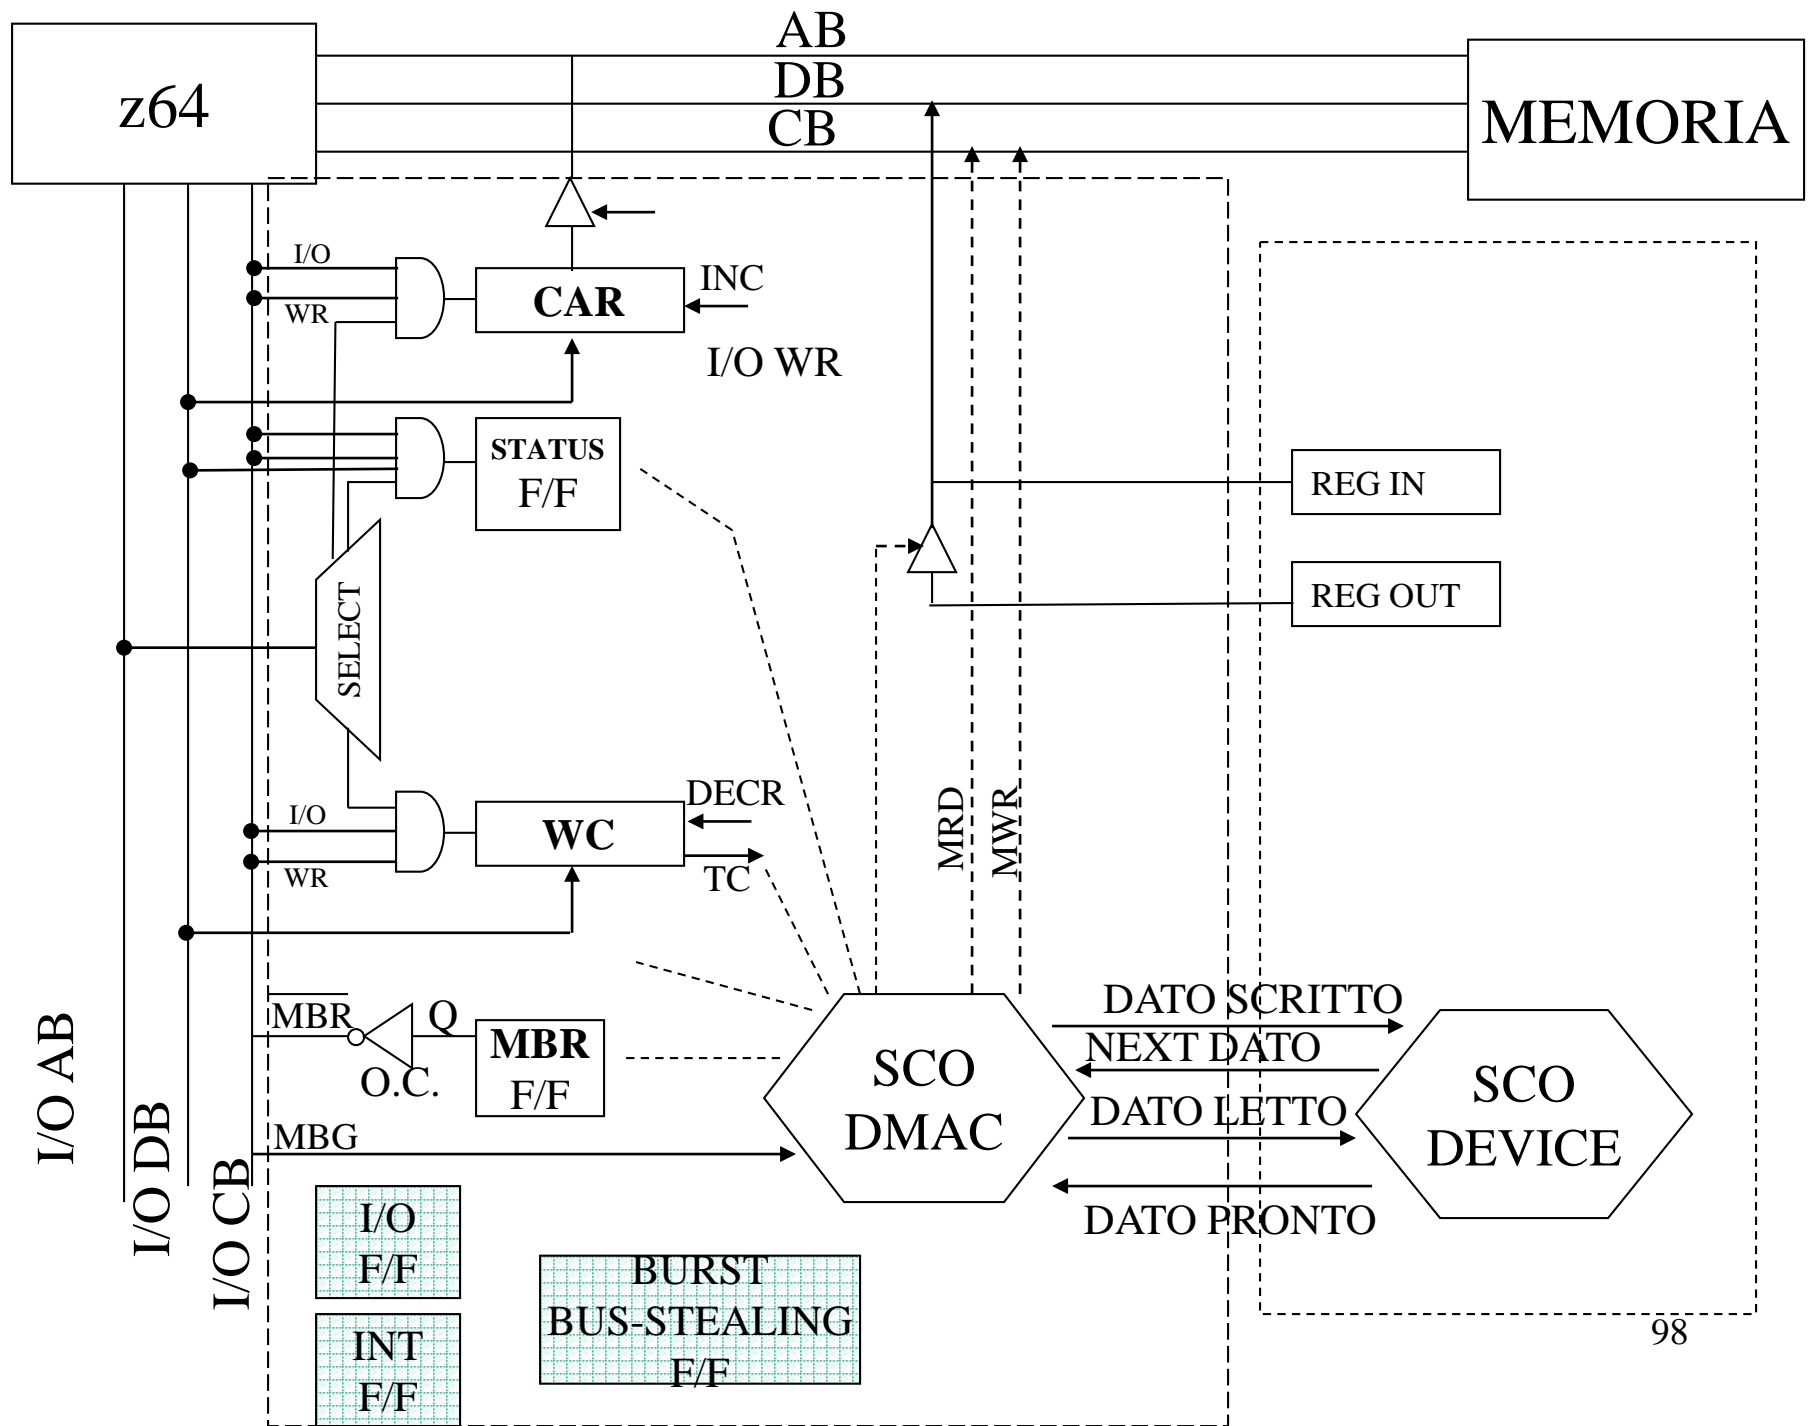 AB
z64
DB
MEMORIA
CB
I/O
INC
CAR
WR
I/O WR
STATUS
F/F
REG IN
REG OUT
SELECT
DECR
I/O
WC
MRD
MWR
WR
TC
DATO SCRITTO
MBR
Q
MBR
F/F
O.C.
NEXT DATO
SCO
DMAC
SCO
DEVICE
DATO LETTO
MBG
DATO PRONTO
I/O AB
I/O DB
I/O CB
I/O
F/F
BURST
BUS-STEALING
F/F
INT
F/F
98